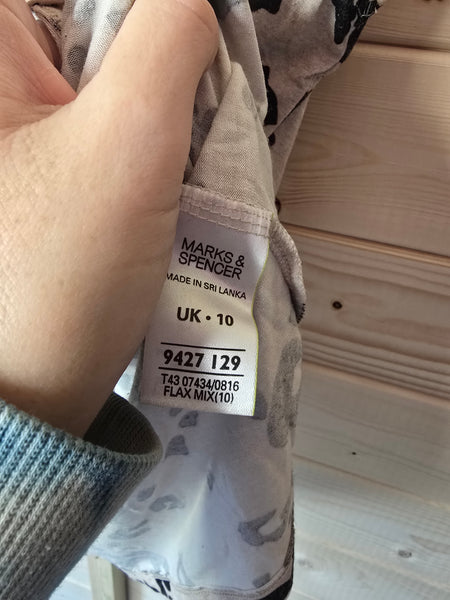 MARKS &
SPENCER
MADE IN SRI LANKA
UK • 10
9427 129
T43 07434/0816
FLAX MIX(10)